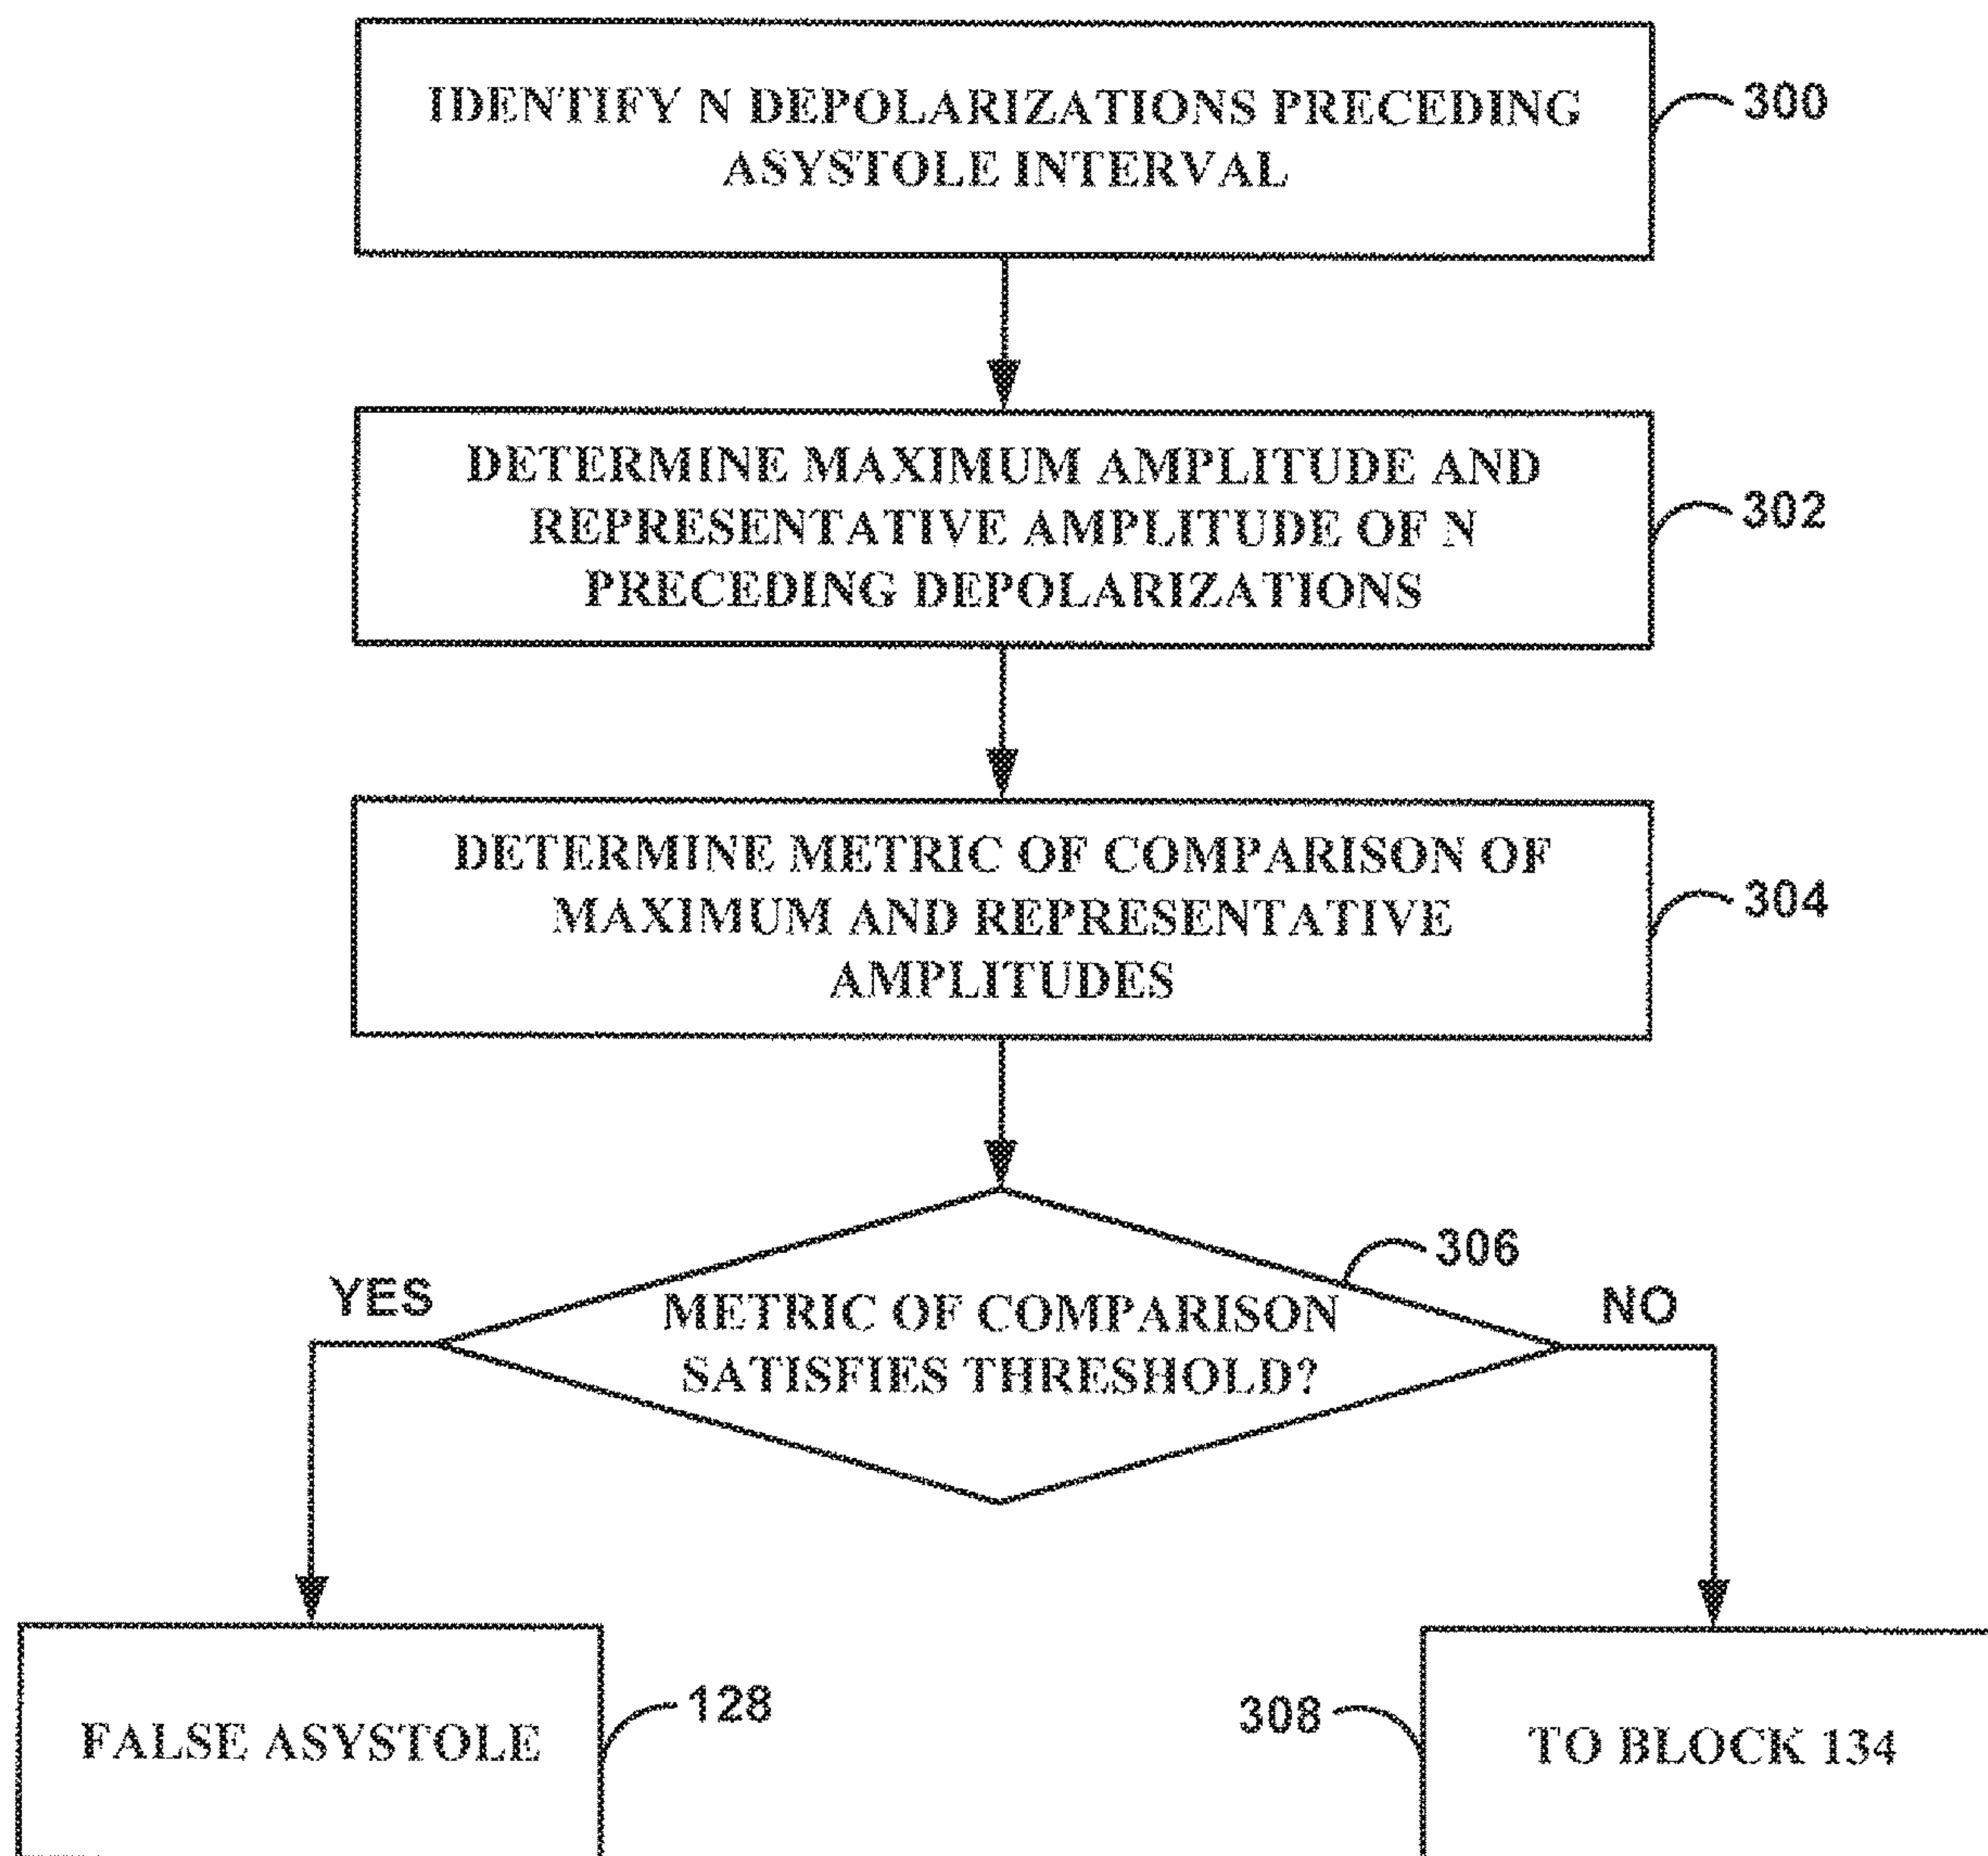 IDENTIFY N DEPOLARIZATIONS PRECEDING
ASYSTOLE INTERVAL
300
DETERMINE MAXIMUM AMPLITUDE AND
REPRESENTATIVE AMPLITUDE OF N
PRECEDING DEPOLARIZATIONS
302
DETERMINE METRIC OF COMPARISON OF
MAXIMUM AND REPRESENTATIVE
AMPLITUDES
304
306
YES
METRIC OF COMPARISON
SATISFIES THRESHOLD?
NO
FALSE ASYSTOLE
128
308
TO BLOCK 134